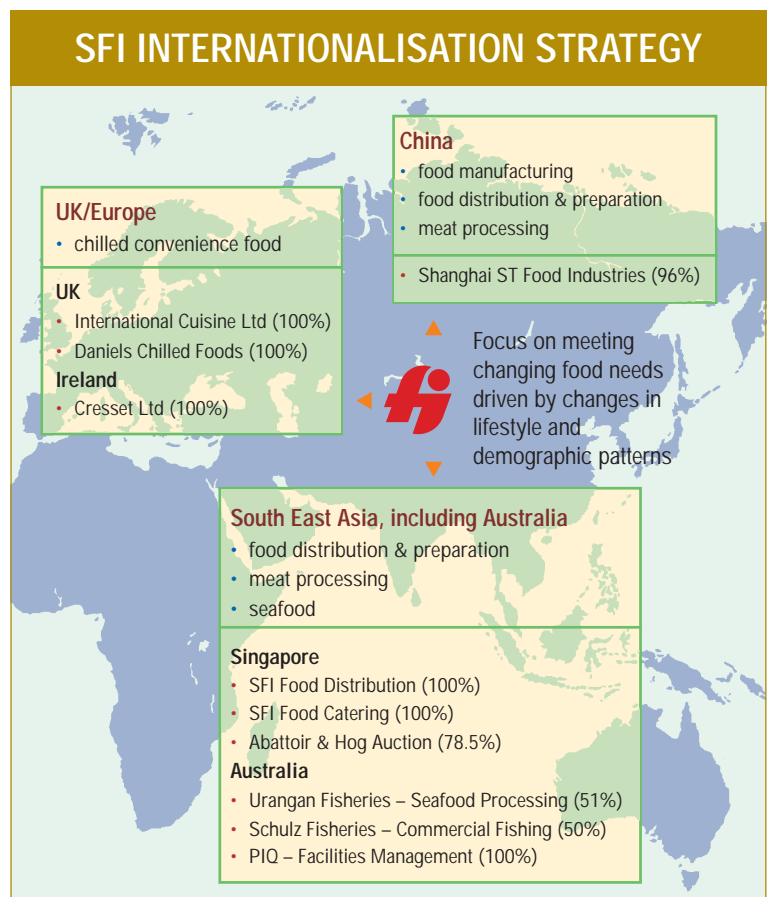 SFI INTERNATIONALISATION STRATEGY
China
• food manufacturing
• food distribution & preparation
• meat processing
• Shanghai ST Food Industries (96%)
UK/Europe
• chilled convenience food
UK
• International Cuisine Ltd (100%)
• Daniels Chilled Foods (100%)
Ireland
• Cresset Ltd (100%)
Focus on meeting
changing food needs
driven by changes in
lifestyle and
demographic patterns
South East Asia, including Australia
• food distribution & preparation
• meat processing
• seafood
Singapore
• SFI Food Distribution (100%)
• SFI Food Catering (100%)
• Abattoir & Hog Auction (78.5%)
Australia
• Urangan Fisheries – Seafood Processing (51%)
• Schulz Fisheries – Commercial Fishing (50%)
• PIQ – Facilities Management (100%)